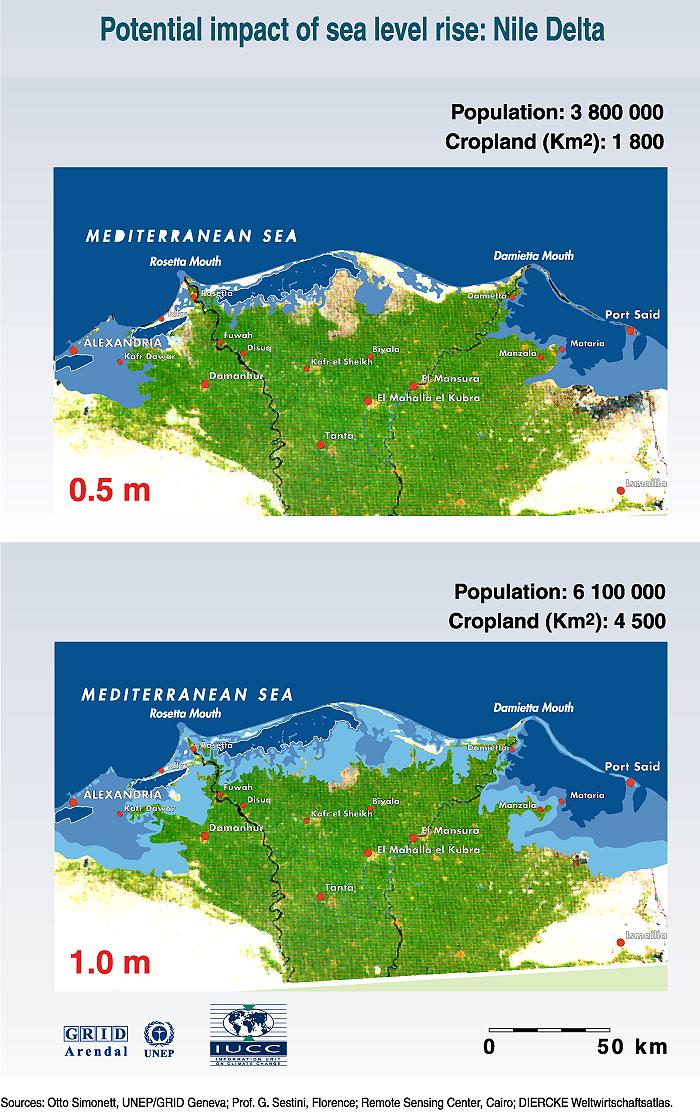 Potential impact of sea level rise: Nile Delta
Population: 3 800 000
Cropland (Km2): 1 800
MEDITERRANEAN SEA
Rosetta Mouth
Damietta Mouth
Rosetta
Damietta
Port Said
ALEXANDRIA
Kafr Dawar
Fuwah
Disuq
Biyala
Kafr el Sheikh
Manzala
Mataria
Damanhur
El Mansura
El Mahalla el Kubra
Tanta
Ismailia
0.5 m
Population: 6 100 000
Cropland (Km2): 4 500
MEDITERRANEAN SEA
Rosetta Mouth
Damietta Mouth
Rosetta
Damietta
Port Said
ALEXANDRIA
Kafr Dawar
Fuwah
Disuq
Biyala
Kafr el Sheikh
Manzala
Mataria
Damanhur
El Mansura
El Mahalla el Kubra
Tanta
Ismailia
1.0 m
GRID
Arendal
UNEP
IUCC
INFORMATION UNIT
ON CLIMATE CHANGE
0 50 km
Sources: Otto Simonett, UNEP/GRID Geneva; Prof. G. Sestini, Florence; Remote Sensing Center, Cairo; DIERCKE Weltwirtschaftsatlas.